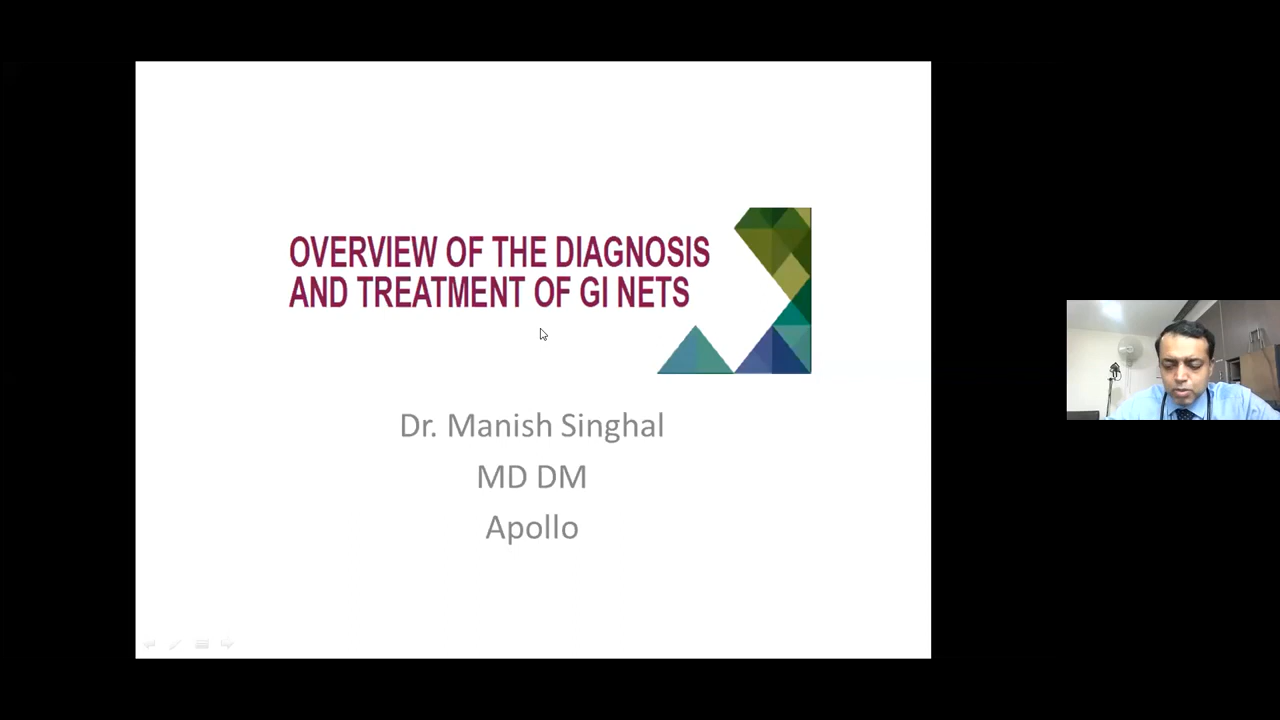 OVERVIEW OF THE DIAGNOSIS
AND TREATMENT OF GI NETS
Dr. Manish Singhal
MD DM
Apollo